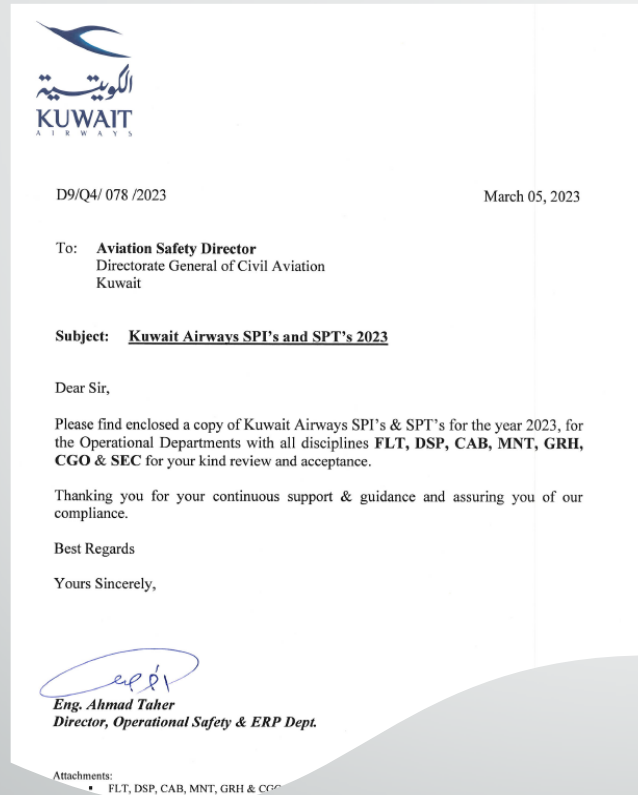 الكويتية
KUWAIT
AIRWAYS
D9/Q4/ 078 /2023
March 05, 2023
To: Aviation Safety Director
Directorate General of Civil Aviation
Kuwait
Subject: Kuwait Airways SPI's and SPT's 2023
Dear Sir,
Please find enclosed a copy of Kuwait Airways SPI's & SPT's for the year 2023, for
the Operational Departments with all disciplines FLT, DSP, CAB, MNT, GRH,
CGO & SEC for your kind review and acceptance.
Thanking you for your continuous support & guidance and assuring you of our
compliance.
Best Regards
Yours Sincerely,
Eng. Ahmad Taher
Director, Operational Safety & ERP Dept.
Attachments:
▪ FLT, DSP, CAB, MNT, GRH &